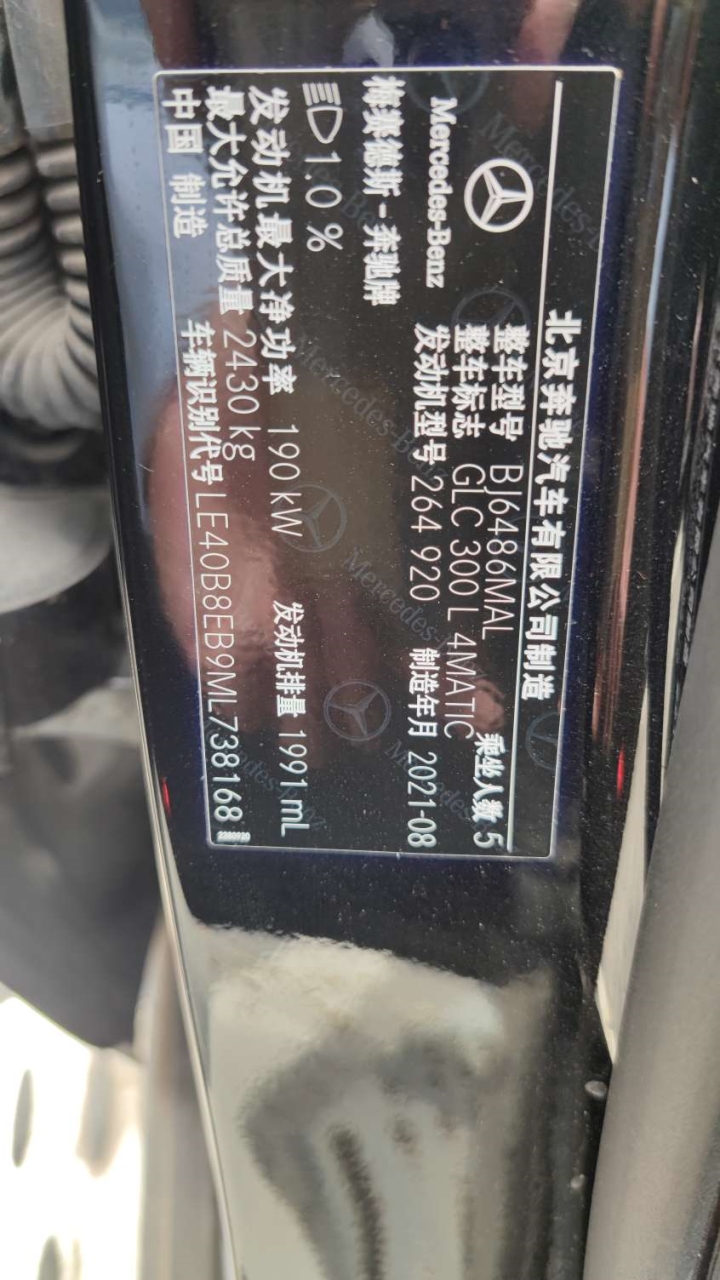 北京奔驰汽车有限公司制造
Mercedes-Benz
整车型号 BJ6486MAL
乘坐人数 5
整车标志 GLC 300 L 4MATIC
发动机型号 264 920 制造年月 2021-08
梅赛德斯-奔驰牌
1.0 %
发动机最大净功率 190 kW 发动机排量 1991 mL
最大允许总质量 2430 kg
中国 制造 车辆识别代号 LE40B8EB9ML738168